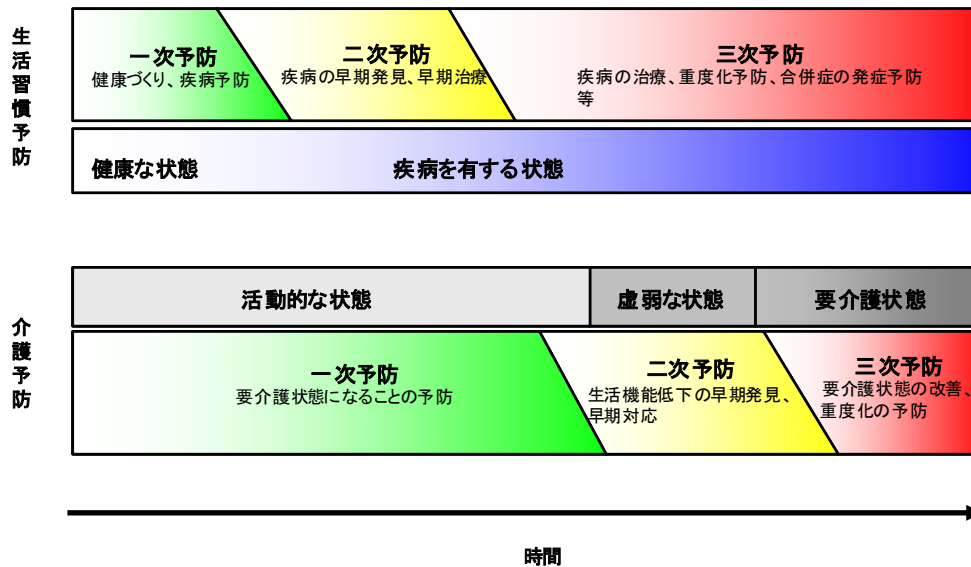 生活習慣予防
一次予防
健康づくり、疾病予防
二次予防
疾病の早期発見、早期治療
三次予防
疾病の治療、重度化予防、合併症の発症予防
等
健康な状態
疾病を有する状態
介護予防
活動的な状態
虚弱な状態
要介護状態
一次予防
要介護状態になることの予防
二次予防
生活機能低下の早期発見、
早期対応
三次予防
要介護状態の改善、
重度化の予防
時間